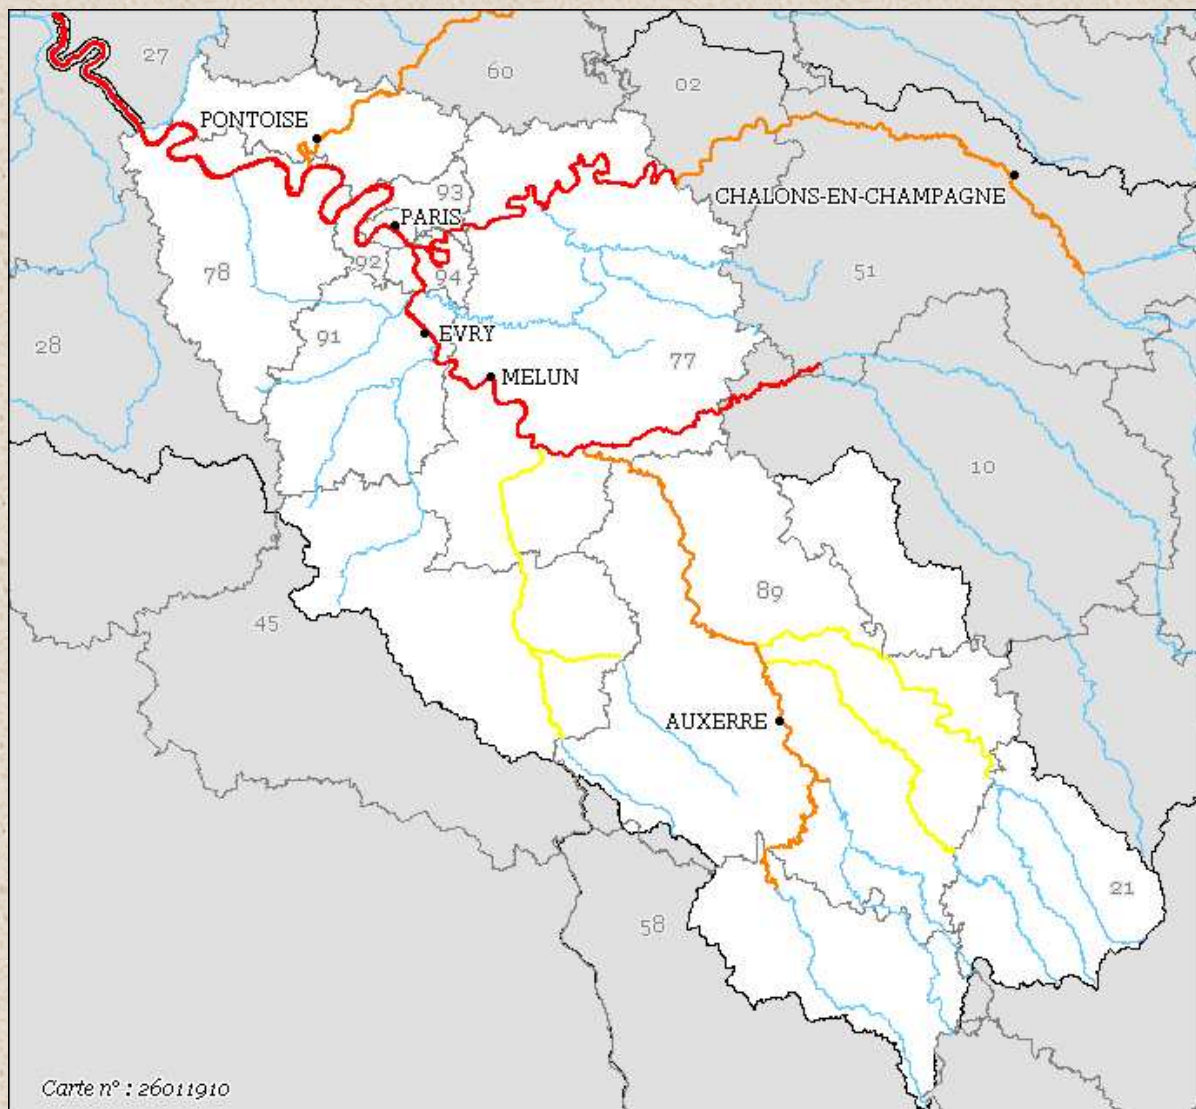 27
60
02
PONTOISE
CHALONS-EN-CHAMPAGNE
93
PARIS
92
94
78
51
91
EVRY
28
MELUN
77
10
45
89
AUXERRE
21
58
Carte n° : 26011910